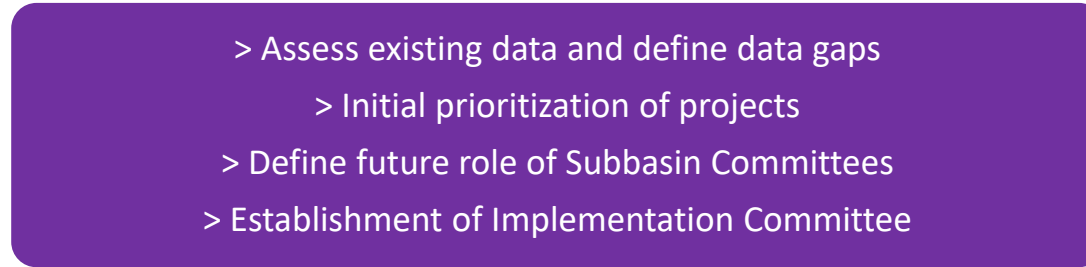 > Assess existing data and define data gaps
> Initial prioritization of projects
> Define future role of Subbasin Committees
> Establishment of Implementation Committee